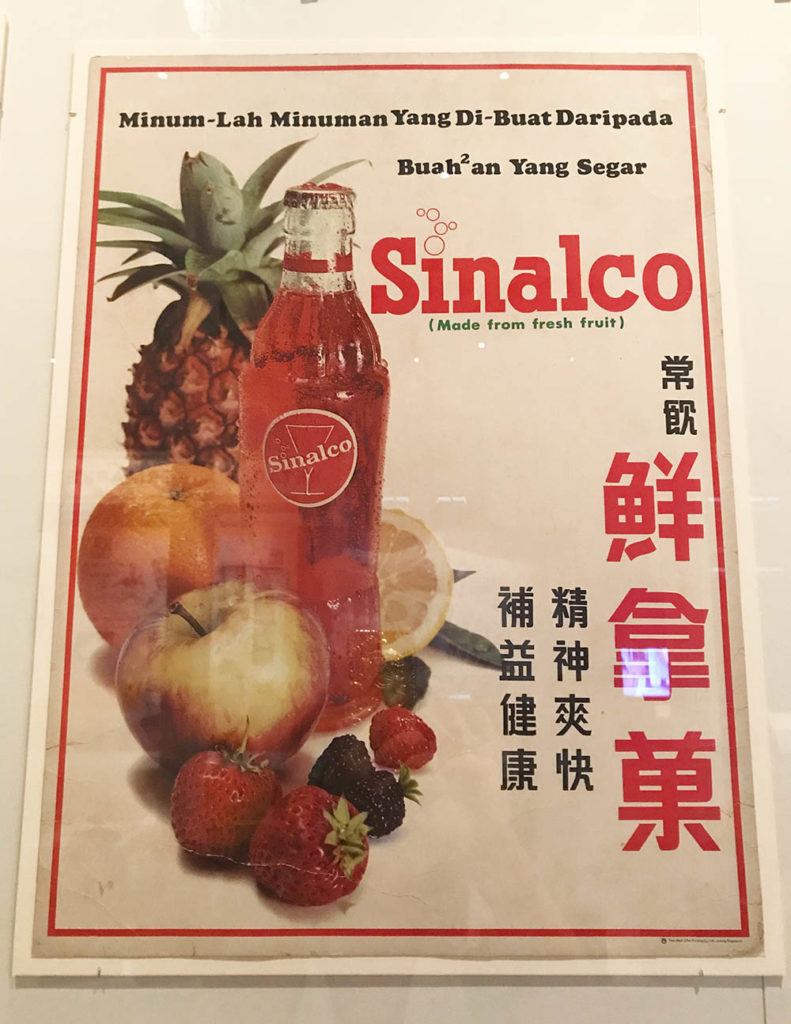 Minum-Lah Minuman Yang Di-Buat Daripada
Buah²an Yang Segar
Sinalco
(Made from fresh fruit)
Sinalco
常飲
鮮拿菓
精神爽快
補益健康